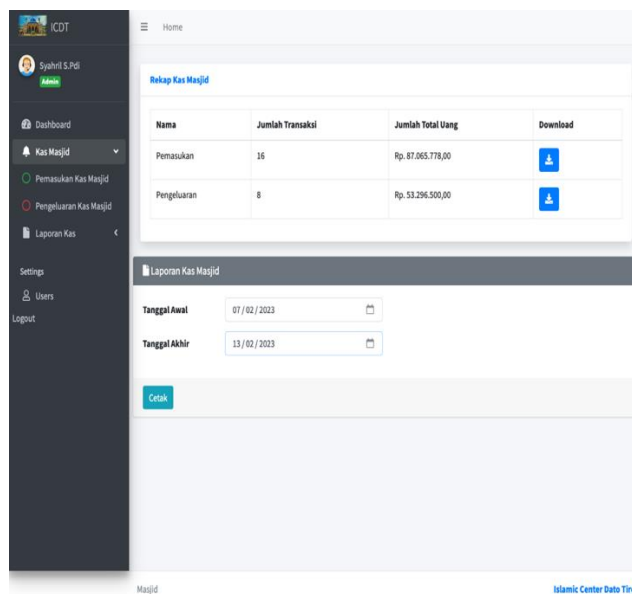 ICDT
Home
Syahril S.Pdi
Admin
Dashboard
Kas Masjid
Pemasukan Kas Masjid
Pengeluaran Kas Masjid
Laporan Kas
Settings
Users
Logout
Rekap Kas Masjid
Nama Jumlah Transaksi Jumlah Total Uang Download
Pemasukan 16 Rp. 87.065.778,00
Pengeluaran 8 Rp. 53.296.500,00
Laporan Kas Masjid
Tanggal Awal 07 / 02 / 2023
Tanggal Akhir 13 / 02 / 2023
Cetak
Masjid Islamic Center Dato Tir